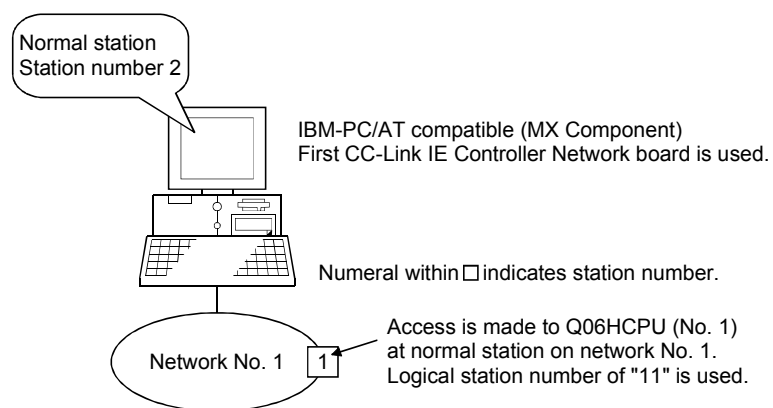 Normal station
Station number 2
IBM-PC/AT compatible (MX Component)
First CC-Link IE Controller Network board is used.
Numeral within □ indicates station number.
Network No. 1
1
Access is made to Q06HCPU (No. 1)
at normal station on network No. 1.
Logical station number of "11" is used.